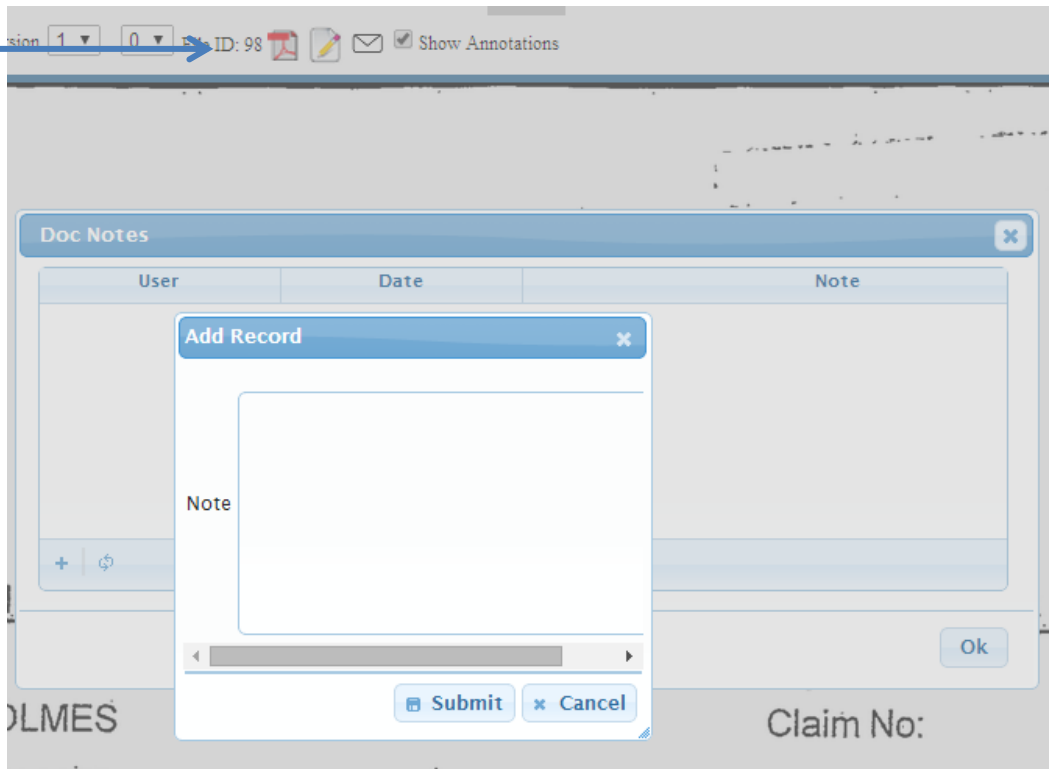 rsion 1 0 File ID: 98 Show Annotations
Doc Notes
User Date Note
Add Record
Note
Ok
Submit Cancel
OLMES
Claim No: